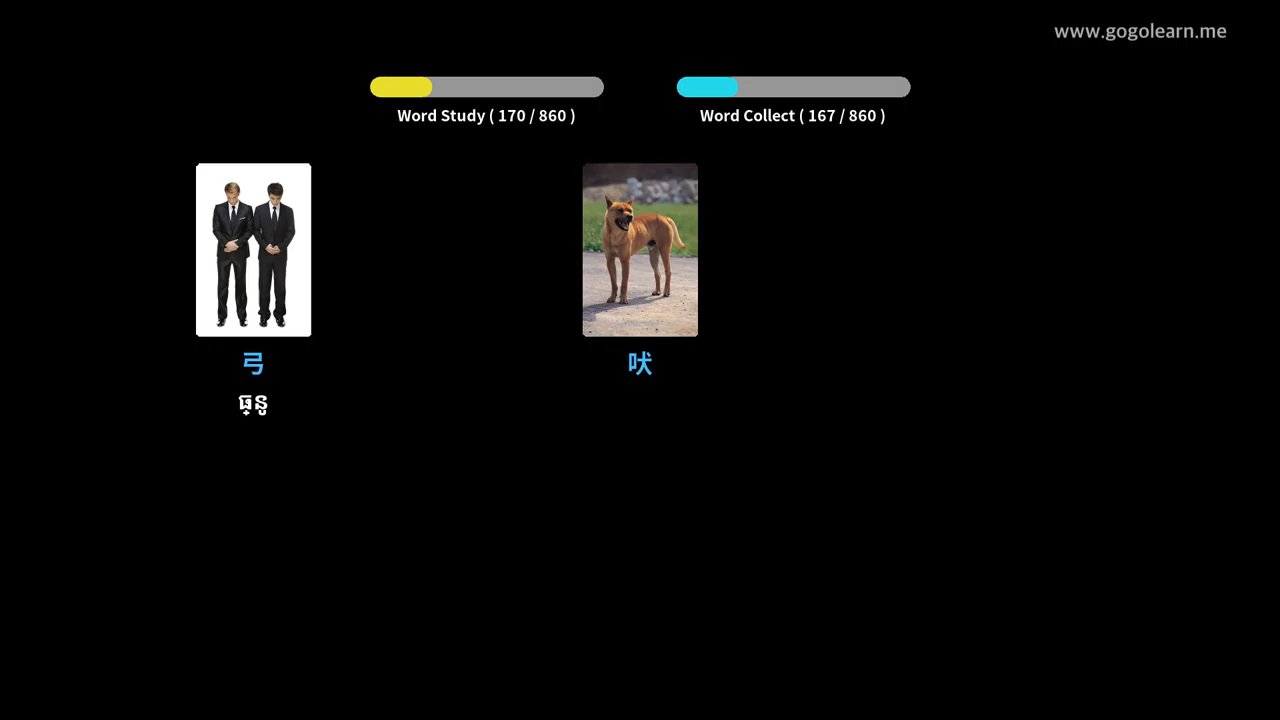 www.gogolearn.me
Word Study ( 170 / 860 )
Word Collect ( 167 / 860 )
弓
吠
ធ្នូ